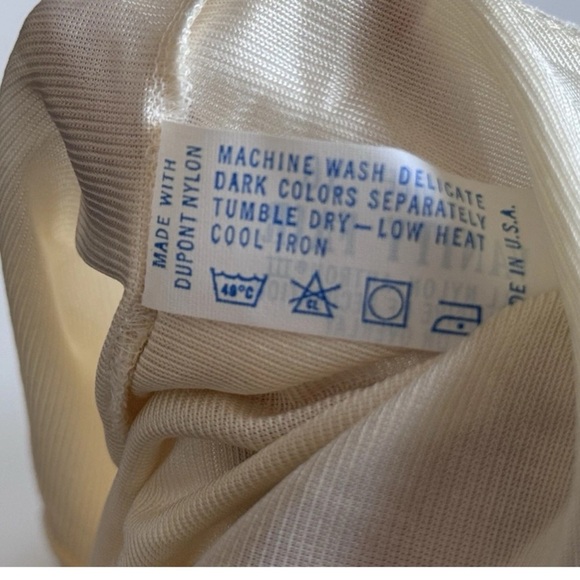 MACHINE WASH DELICATE
DARK COLORS SEPARATELY
TUMBLE DRY—LOW HEAT
COOL IRON
40°C
CL
MADE WITH
DUPONT NYLON
DE IN U.S.A.